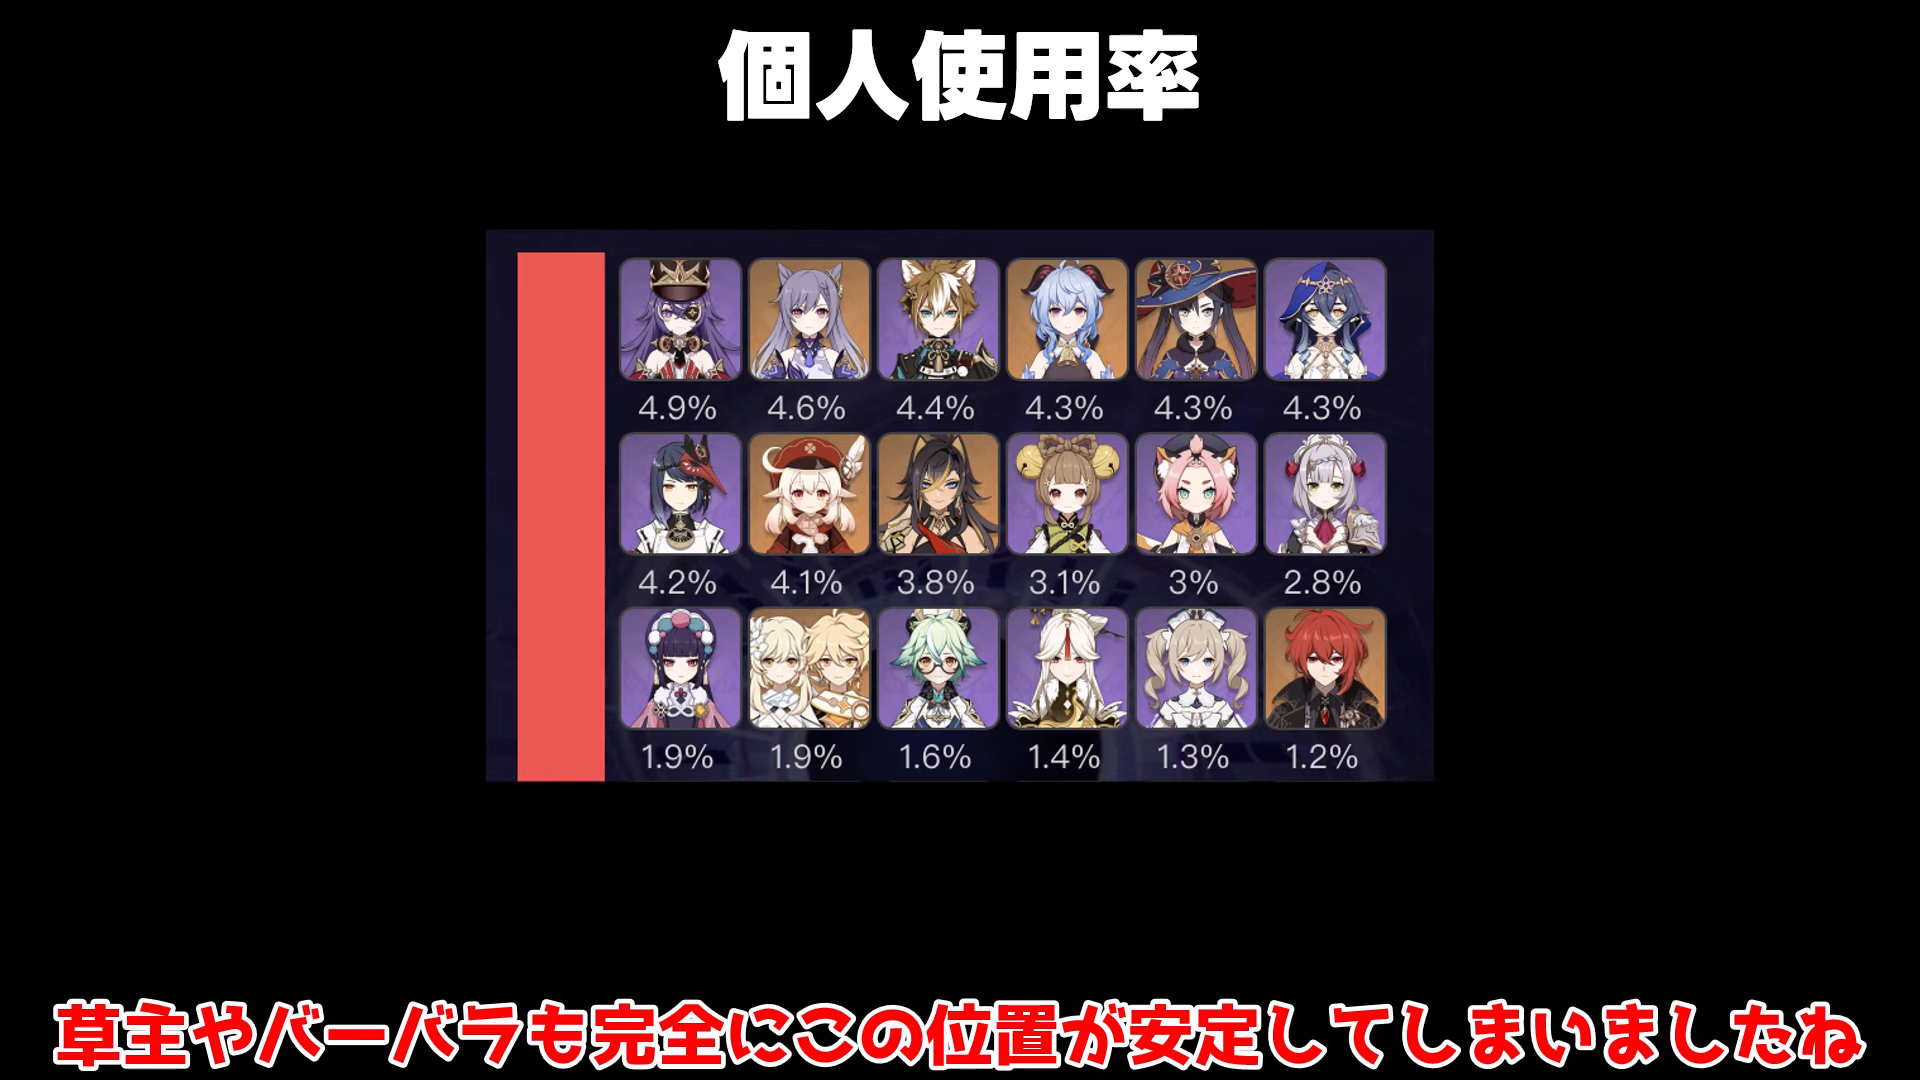 個人使用率
4.9% 4.6% 4.4% 4.3% 4.3% 4.3%
4.2% 4.1% 3.8% 3.1% 3% 2.8%
1.9% 1.9% 1.6% 1.4% 1.3% 1.2%
草主やバーバラも完全にこの位置が安定してしまいましたね